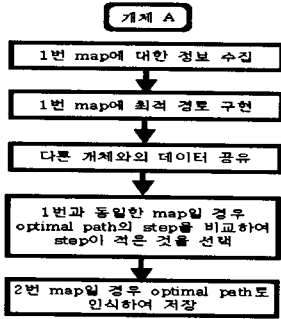 개체 A
1번 map에 대한 정보 수집
1번 map에 최적 경로 구현
다른 개체와의 데이터 공유
1번과 동일한 map일 경우
optimal path의 step을 비교하여
step이 적은 것을 선택
2번 map일 경우 optimal path로
인식하여 저장